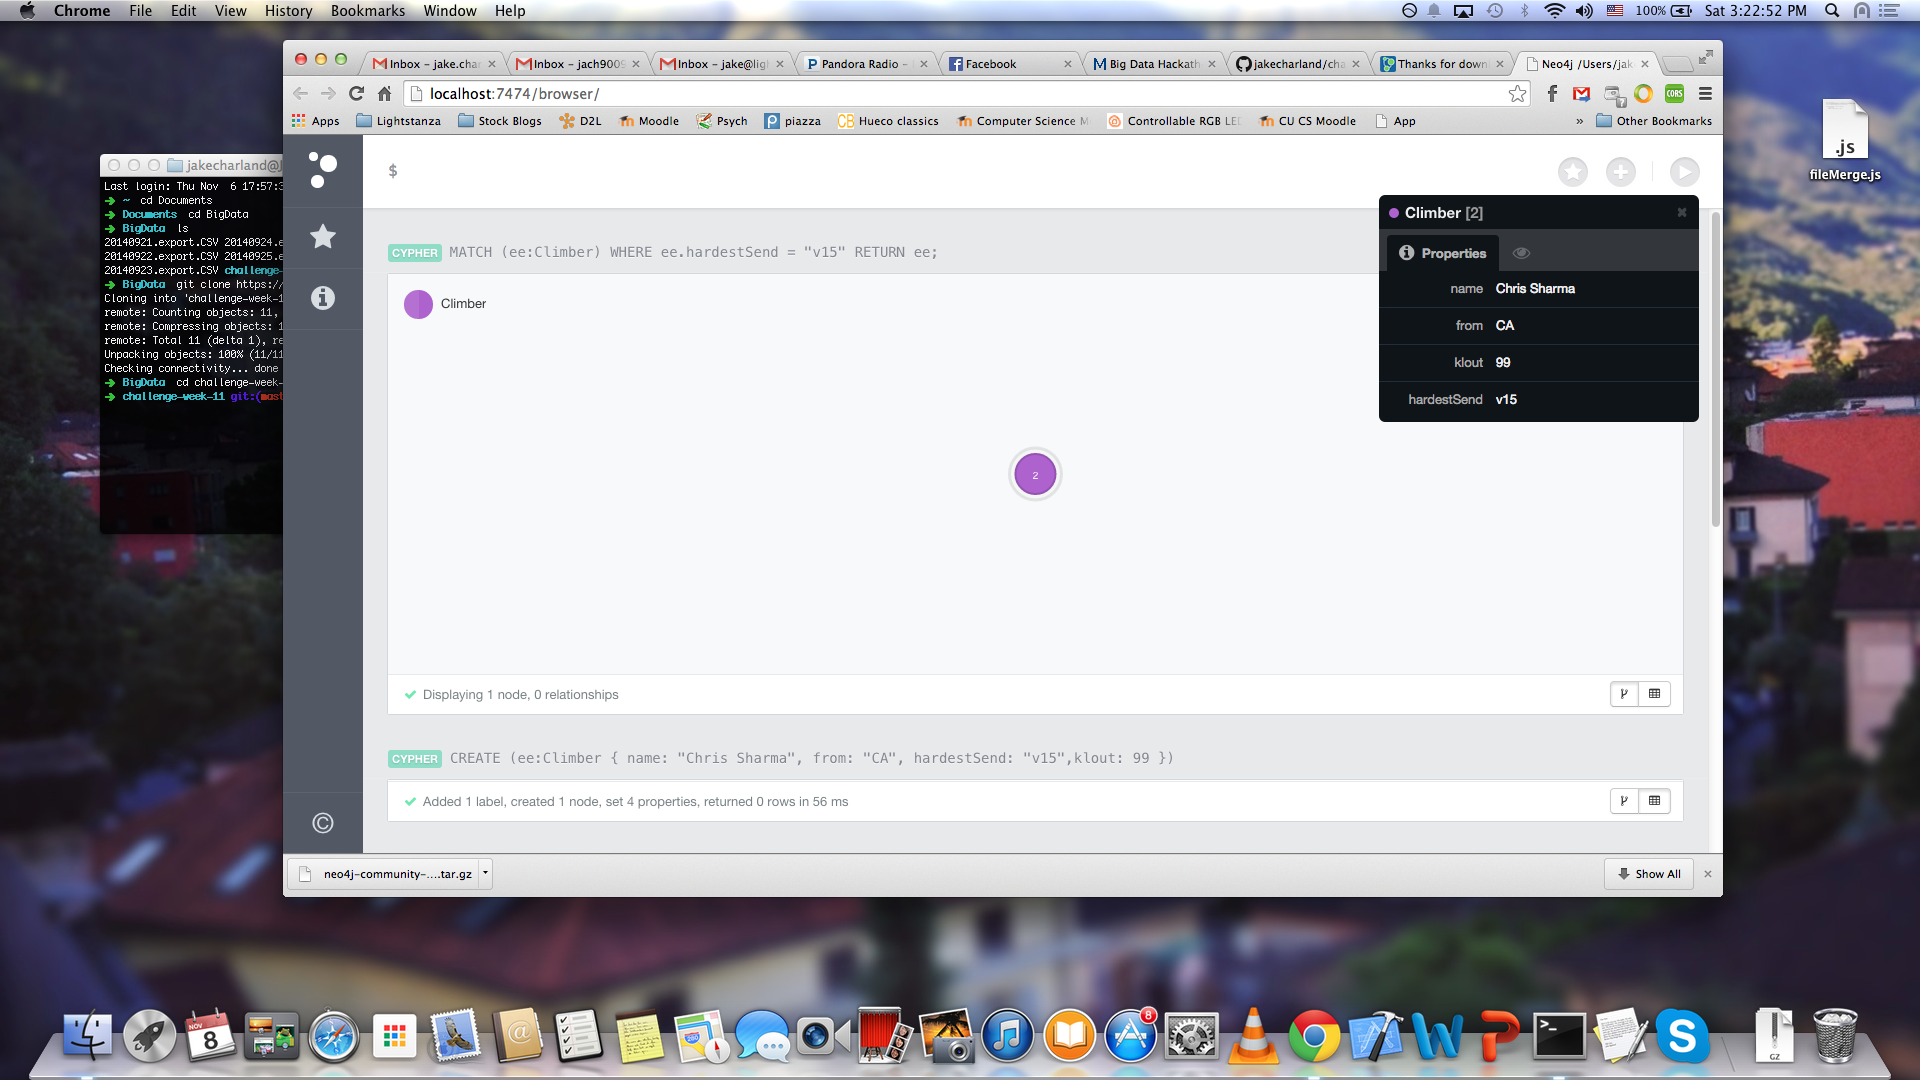 Chrome File Edit View History Bookmarks Window Help
100% Sat 3:22:52 PM
Inbox - jake.cha
Inbox - jach9009
Inbox - jake@lig
Pandora Radio -
Facebook
Big Data Hackath
jakecharland/cha
Thanks for down
Neo4j /Users/jak
localhost:7474/browser/
CORS
Apps Lightstanza Stock Blogs D2L Moodle Psych piazza Hueco classics Computer Science M Controllable RGB LED CU CS Moodle App » Other Bookmarks
.js
fileMerge.js
jakecharland@
Last login: Thu Nov 6 17:57:3
~ cd Documents
Documents cd BigData
BigData ls
20140921.export.CSV 20140924.e
20140922.export.CSV 20140925.e
20140923.export.CSV challenge-
BigData git clone https:/
Cloning into 'challenge-week-1
remote: Counting objects: 11,
remote: Compressing objects: 1
remote: Total 11 (delta 1), re
Unpacking objects: 100% (11/11
Checking connectivity... done
BigData cd challenge-week-
challenge-week-11 git:(mast
$
CYPHER MATCH (ee:Climber) WHERE ee.hardestSend = "v15" RETURN ee;
Climber
Climber [2]
Properties
name Chris Sharma
from CA
klout 99
hardestSend v15
2
Displaying 1 node, 0 relationships
CYPHER CREATE (ee:Climber { name: "Chris Sharma", from: "CA", hardestSend: "v15",klout: 99 })
Added 1 label, created 1 node, set 4 properties, returned 0 rows in 56 ms
neo4j-community-....tar.gz
Show All
NOV
8
8
GZ